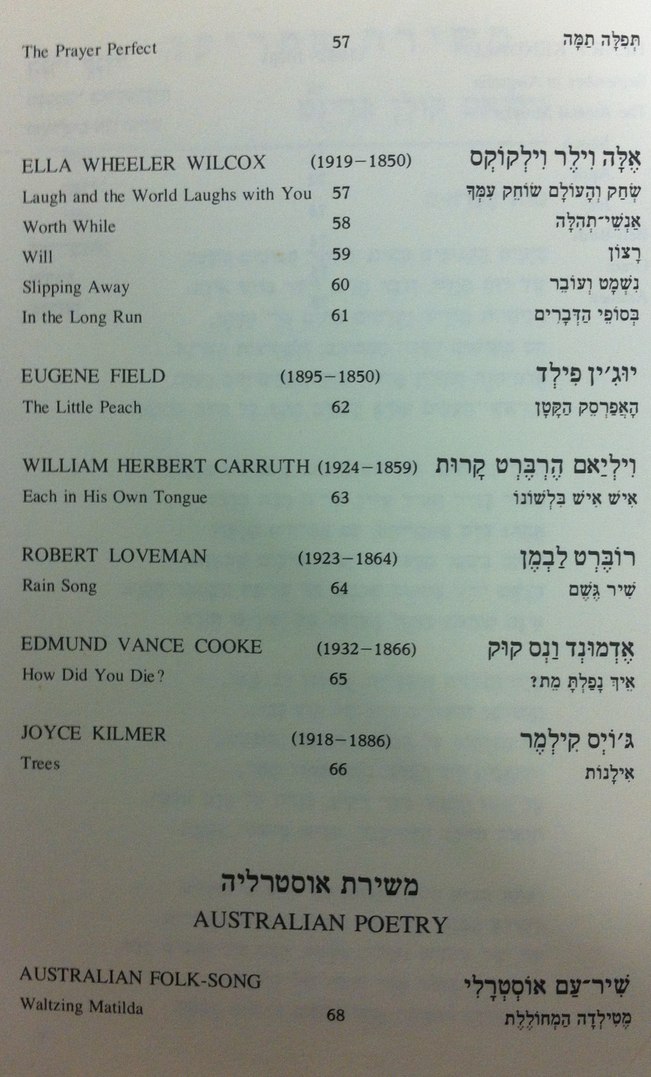 The Prayer Perfect 57 תְּפִלָּה תַמָּה
ELLA WHEELER WILCOX (1919–1850) אֶלָּה וִילֶר וִילְקוֹקְס
Laugh and the World Laughs with You 57 שְׂחַק וְהָעוֹלָם שׂוֹחֵק עִמְּךָ
Worth While 58 אַנְשֵׁי־תְהִלָּה
Will 59 רָצוֹן
Slipping Away 60 נִשְׁמָט וְעוֹבֵר
In the Long Run 61 בְּסוֹפֵי הַדְּבָרִים
EUGENE FIELD (1895–1850) יוּגִ׳ין פִילְד
The Little Peach 62 הָאֲפַרְסֵק הַקָּטָן
WILLIAM HERBERT CARRUTH (1924–1859) וִילְיַאם הֶרְבֶּרְט קָרוּת
Each in His Own Tongue 63 אִישׁ אִישׁ בִּלְשׁוֹנוֹ
ROBERT LOVEMAN (1923–1864) רוֹבֶּרְט לַבְמֶן
Rain Song 64 שִׁיר גֶּשֶׁם
EDMUND VANCE COOKE (1932–1866) אֶדְמוּנְד וַנְס קוּק
How Did You Die? 65 אֵיךְ נָפַלְתָּ מֵת?
JOYCE KILMER (1918–1886) ג׳וֹיְס קִילְמֶר
Trees 66 אִילָנוֹת
משירת אוסטרליה
AUSTRALIAN POETRY
AUSTRALIAN FOLK-SONG שִׁיר־עַם אוֹסְטְרָלִי
Waltzing Matilda 68 מֶטִילְדָה הַמְחוֹלֶלֶת